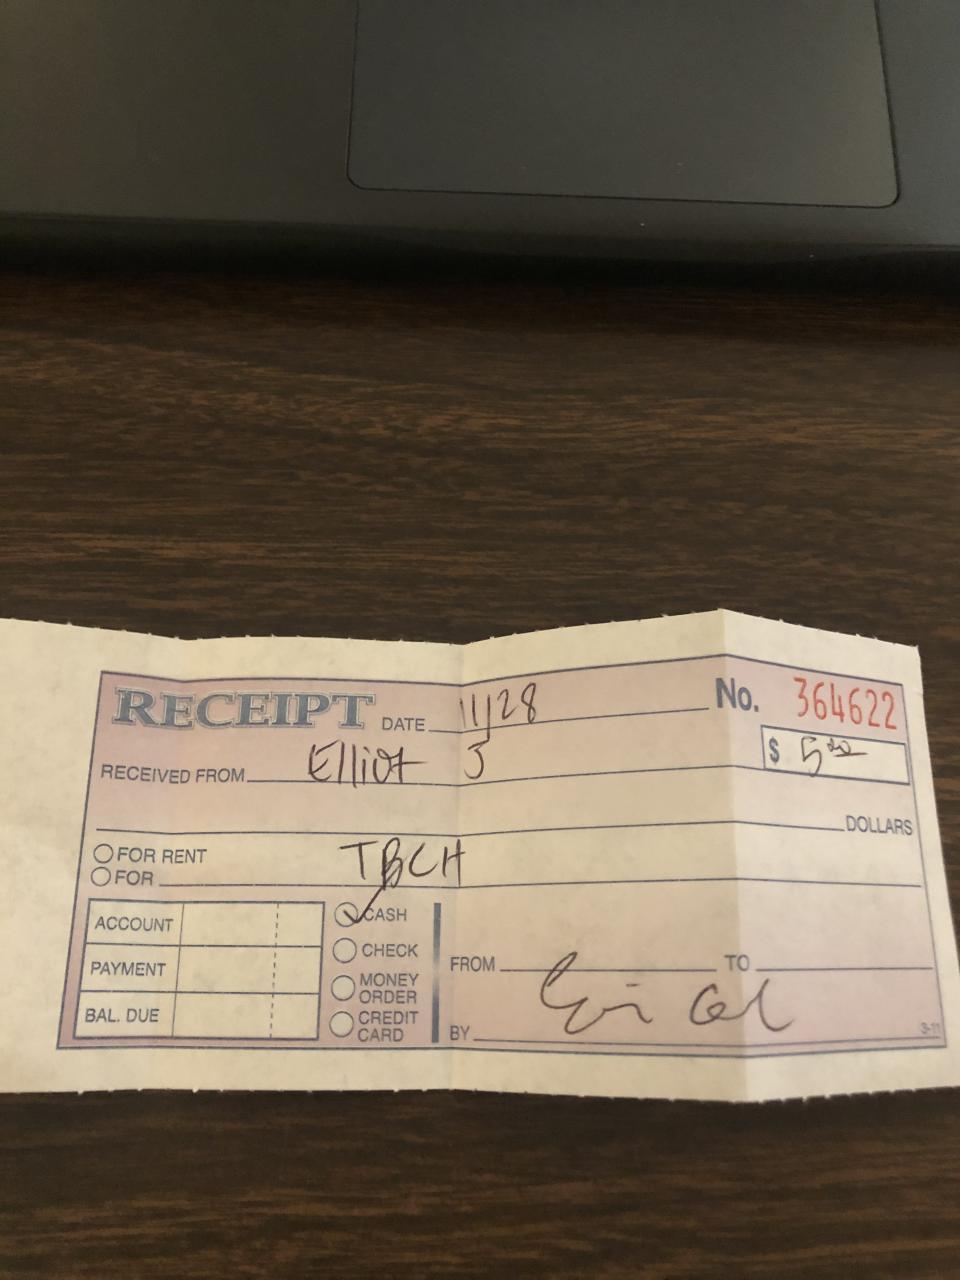 RECEIPT DATE 11/28 No. 364622
RECEIVED FROM Elliot J $ 5.00
DOLLARS
FOR RENT
FOR TBCH
ACCOUNT
PAYMENT
BAL. DUE
CASH
CHECK
MONEY ORDER
CREDIT CARD
FROM TO
BY
3-11